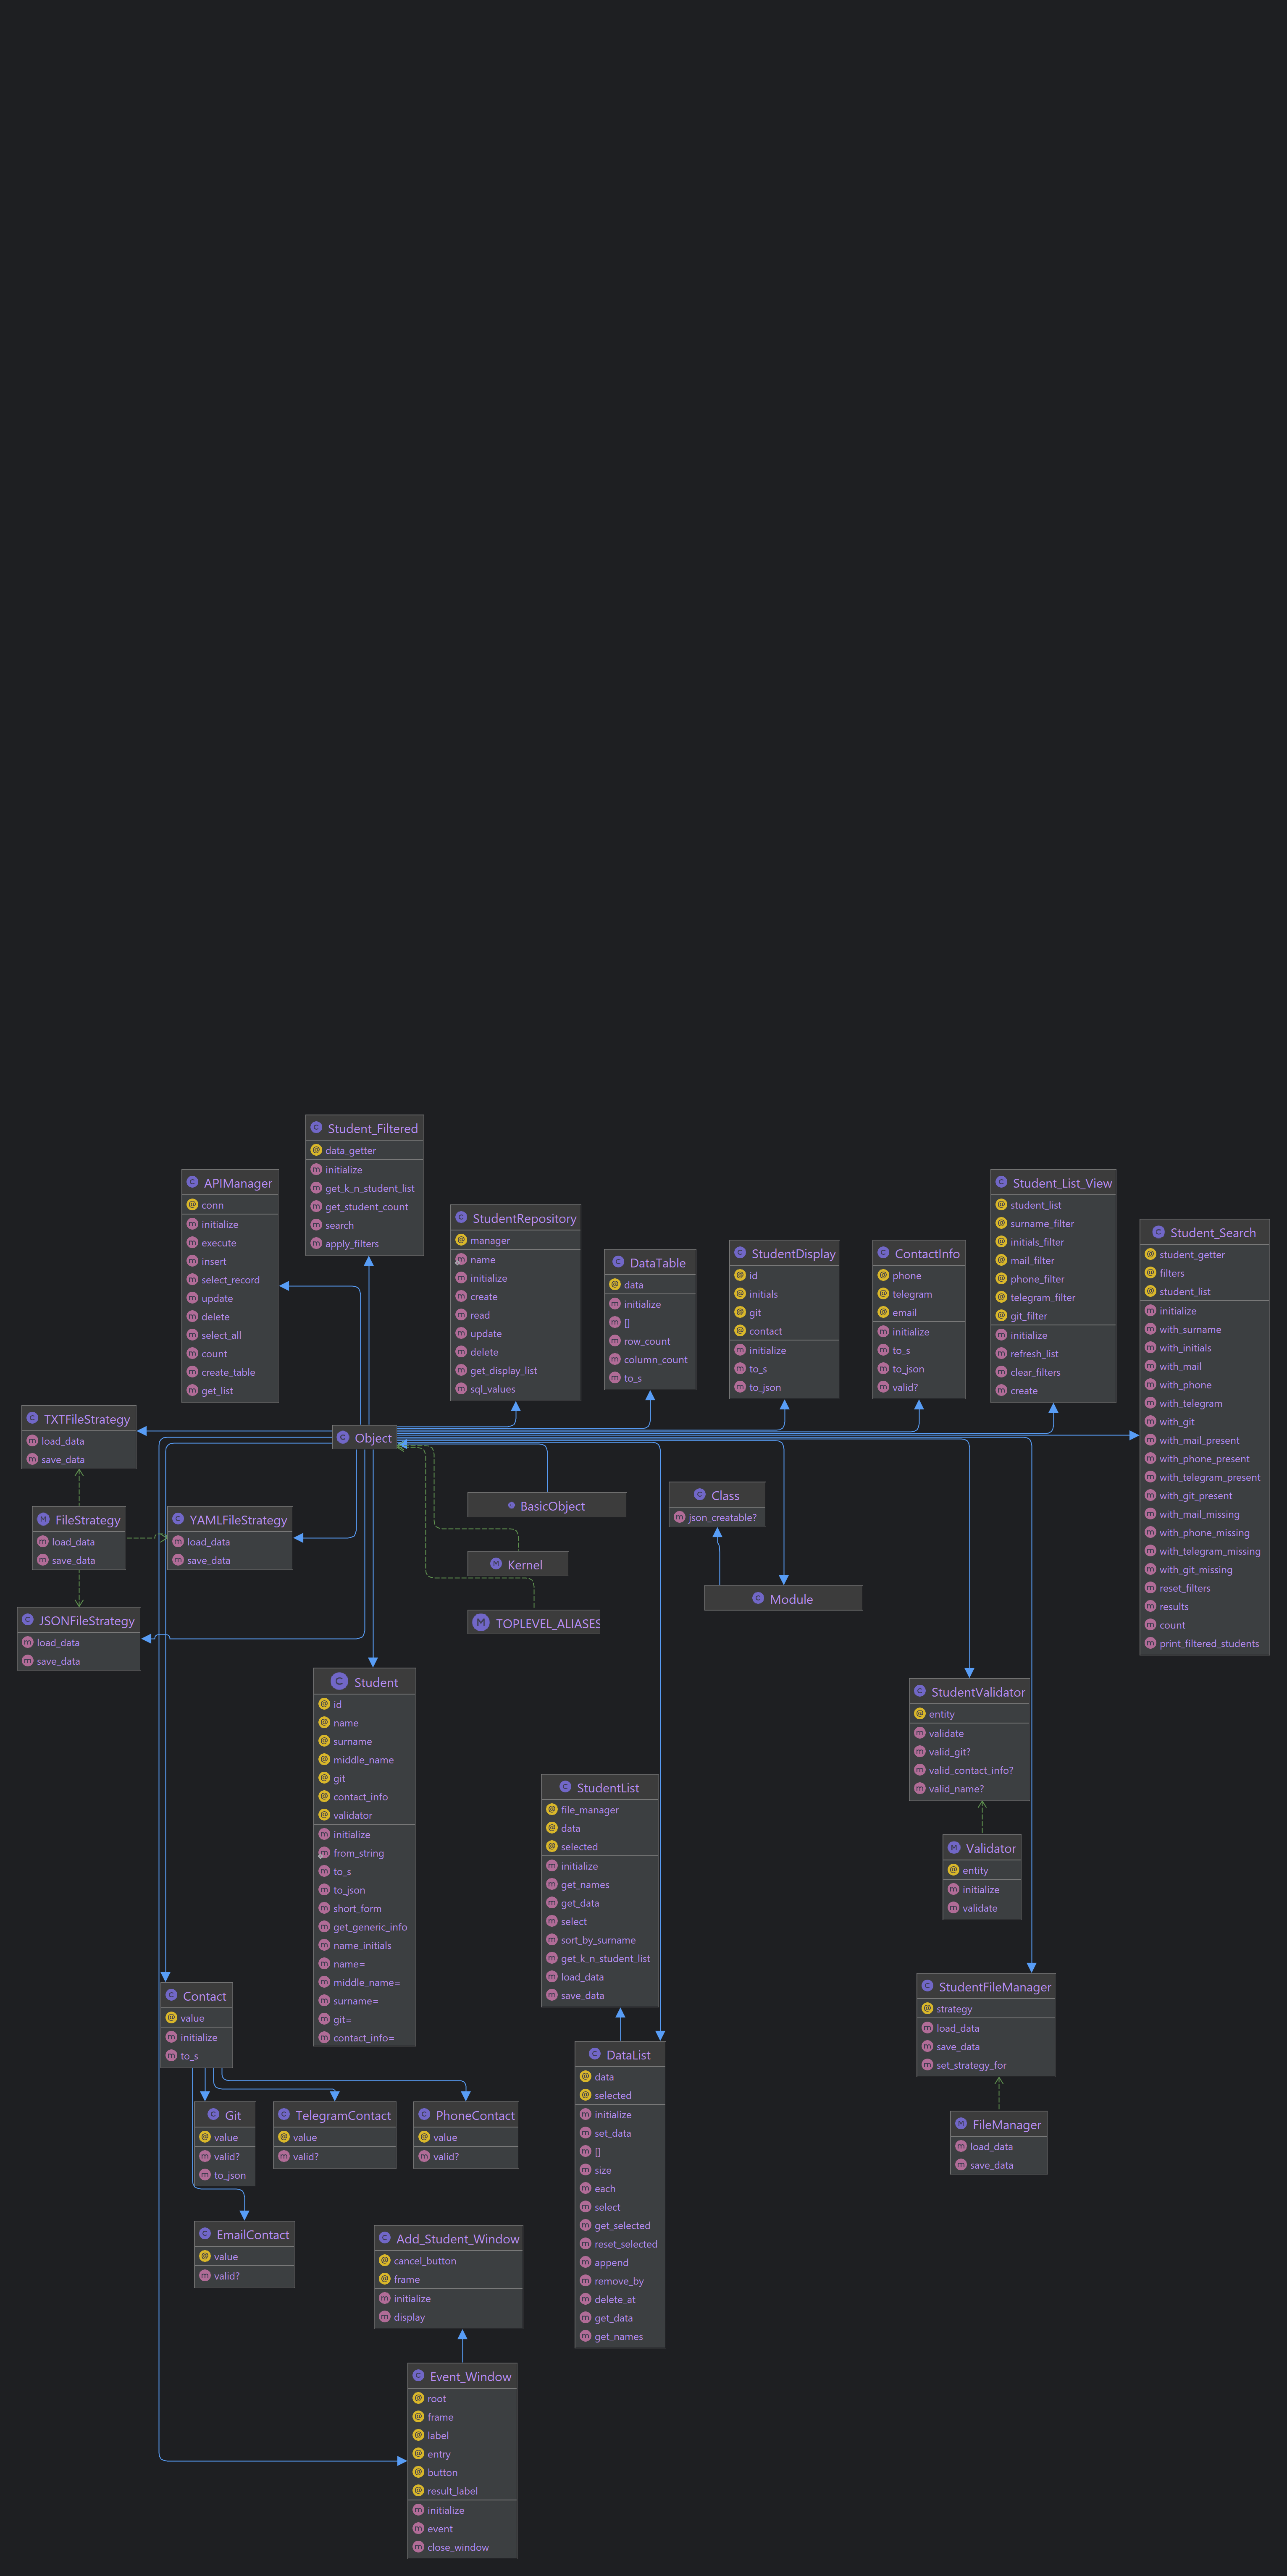 Student_Filtered
data_getter
initialize
get_k_n_student_list
get_student_count
search
apply_filters
APIManager
conn
initialize
execute
insert
select_record
update
delete
select_all
count
create_table
get_list
StudentRepository
manager
name
initialize
create
read
update
delete
get_display_list
sql_values
DataTable
data
initialize
[]
row_count
column_count
to_s
StudentDisplay
id
initials
git
contact
initialize
to_s
to_json
ContactInfo
phone
telegram
email
initialize
to_s
to_json
valid?
Student_List_View
student_list
surname_filter
initials_filter
mail_filter
phone_filter
telegram_filter
git_filter
initialize
refresh_list
clear_filters
create
Student_Search
student_getter
filters
student_list
initialize
with_surname
with_initials
with_mail
with_phone
with_telegram
with_git
with_mail_present
with_phone_present
with_telegram_present
with_git_present
with_mail_missing
with_phone_missing
with_telegram_missing
with_git_missing
reset_filters
results
count
print_filtered_students
TXTFileStrategy
load_data
save_data
Object
FileStrategy
load_data
save_data
YAMLFileStrategy
load_data
save_data
BasicObject
Class
json_creatable?
Kernel
Module
TOPLEVEL_ALIASES
JSONFileStrategy
load_data
save_data
Student
id
name
surname
middle_name
git
contact_info
validator
initialize
from_string
to_s
to_json
short_form
get_generic_info
name_initials
name=
middle_name=
surname=
git=
contact_info=
StudentValidator
entity
validate
valid_git?
valid_contact_info?
valid_name?
StudentList
file_manager
data
selected
initialize
get_names
get_data
select
sort_by_surname
get_k_n_student_list
load_data
save_data
Validator
entity
initialize
validate
StudentFileManager
strategy
load_data
save_data
set_strategy_for
Contact
value
initialize
to_s
DataList
data
selected
initialize
set_data
[]
size
each
select
get_selected
reset_selected
append
remove_by
delete_at
get_data
get_names
Git
value
valid?
to_json
TelegramContact
value
valid?
PhoneContact
value
valid?
FileManager
load_data
save_data
EmailContact
value
valid?
Add_Student_Window
cancel_button
frame
initialize
display
Event_Window
root
frame
label
entry
button
result_label
initialize
event
close_window